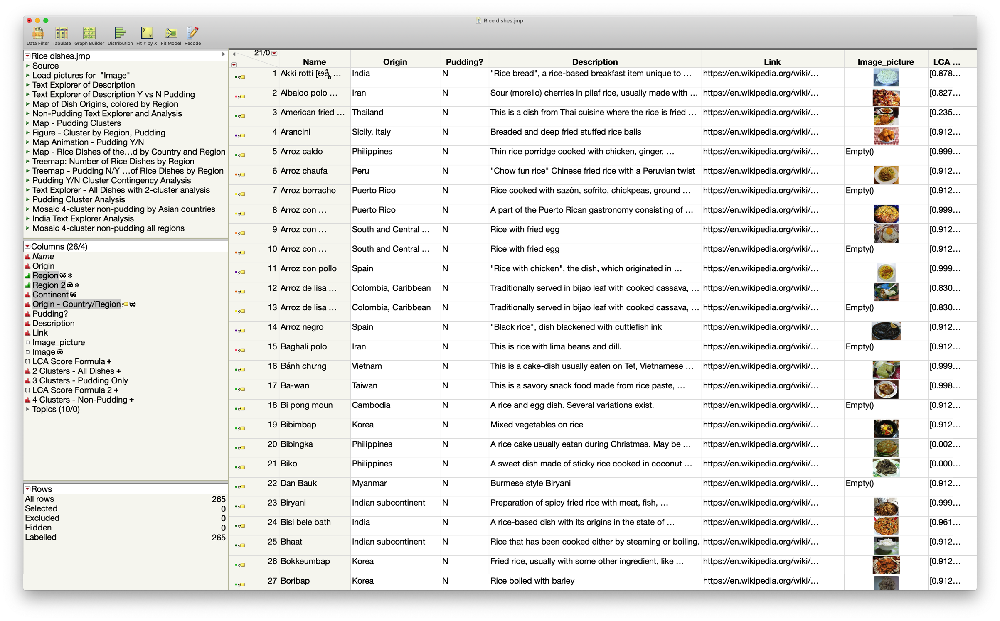 Rice dishes.jmp
Data Filter Tabulate Graph Builder Distribution Fit Y by X Fit Model Recode
Rice dishes.jmp
Source
Load pictures for "Image"
Text Explorer of Description
Text Explorer of Description Y vs N Pudding
Map of Dish Origins, colored by Region
Non-Pudding Text Explorer and Analysis
Map - Pudding Clusters
Figure - Cluster by Region, Pudding
Map Animation - Pudding Y/N
Map - Rice Dishes of the...d by Country and Region
Treemap: Number of Rice Dishes by Region
Treemap - Pudding N/Y ...of Rice Dishes by Region
Pudding Y/N Cluster Contingency Analysis
Text Explorer - All Dishes with 2-cluster analysis
Pudding Cluster Analysis
Mosaic 4-cluster non-pudding by Asian countries
India Text Explorer Analysis
Mosaic 4-cluster non-pudding all regions
Columns (26/4)
Name
Origin
Region *
Region 2 *
Continent
Origin - Country/Region
Pudding?
Description
Link
Image_picture
Image
LCA Score Formula +
2 Clusters - All Dishes +
3 Clusters - Pudding Only
LCA Score Formula 2 +
4 Clusters - Non-Pudding +
Topics (10/0)
Rows
All rows 265
Selected 0
Excluded 0
Hidden 0
Labelled 265
21/0
Name Origin Pudding? Description Link Image_picture LCA ...
1 Akki rotti [ಅಕ್ಕಿ ... India N "Rice bread", a rice-based breakfast item unique to ... https://en.wikipedia.org/wiki/... [0.878...
2 Albaloo polo ... Iran N Sour (morello) cherries in pilaf rice, usually made with ... https://en.wikipedia.org/wiki/... [0.827...
3 American fried ... Thailand N This is a dish from Thai cuisine where the rice is fried ... https://en.wikipedia.org/wiki/... [0.235...
4 Arancini Sicily, Italy N Breaded and deep fried stuffed rice balls https://en.wikipedia.org/wiki/... [0.912...
5 Arroz caldo Philippines N Thin rice porridge cooked with chicken, ginger, ... https://en.wikipedia.org/wiki/... Empty() [0.999...
6 Arroz chaufa Peru N "Chow fun rice" Chinese fried rice with a Peruvian twist https://en.wikipedia.org/wiki/... [0.912...
7 Arroz borracho Puerto Rico N Rice cooked with sazón, sofrito, chickpeas, ground ... https://en.wikipedia.org/wiki/... Empty() [0.912...
8 Arroz con ... Puerto Rico N A part of the Puerto Rican gastronomy consisting of ... https://en.wikipedia.org/wiki/... [0.999...
9 Arroz con ... South and Central ... N Rice with fried egg https://en.wikipedia.org/wiki/... [0.912...
10 Arroz con ... South and Central ... N Rice with fried egg https://en.wikipedia.org/wiki/... Empty() [0.912...
11 Arroz con pollo Spain N "Rice with chicken", the dish, which originated in ... https://en.wikipedia.org/wiki/... [0.999...
12 Arroz de lisa ... Colombia, Caribbean N Traditionally served in bijao leaf with cooked cassava, ... https://en.wikipedia.org/wiki/... [0.830...
13 Arroz de lisa ... Colombia, Caribbean N Traditionally served in bijao leaf with cooked cassava, ... https://en.wikipedia.org/wiki/... Empty() [0.830...
14 Arroz negro Spain N "Black rice", dish blackened with cuttlefish ink https://en.wikipedia.org/wiki/... [0.912...
15 Baghali polo Iran N This is rice with lima beans and dill. https://en.wikipedia.org/wiki/... Empty() [0.912...
16 Bánh chưng Vietnam N This is a cake-dish usually eaten on Tet, Vietnamese ... https://en.wikipedia.org/wiki/... [0.999...
17 Ba-wan Taiwan N This is a savory snack food made from rice paste, ... https://en.wikipedia.org/wiki/... [0.998...
18 Bi pong moun Cambodia N A rice and egg dish. Several variations exist. https://en.wikipedia.org/wiki/... Empty() [0.912...
19 Bibimbap Korea N Mixed vegetables on rice https://en.wikipedia.org/wiki/... [0.912...
20 Bibingka Philippines N A rice cake usually eatan during Christmas. May be ... https://en.wikipedia.org/wiki/... [0.002...
21 Biko Philippines N A sweet dish made of sticky rice cooked in coconut ... https://en.wikipedia.org/wiki/... [0.000...
22 Dan Bauk Myanmar N Burmese style Biryani https://en.wikipedia.org/wiki/... Empty() [0.912...
23 Biryani Indian subcontinent N Preparation of spicy fried rice with meat, fish, ... https://en.wikipedia.org/wiki/... [0.999...
24 Bisi bele bath India N A rice-based dish with its origins in the state of ... https://en.wikipedia.org/wiki/... [0.961...
25 Bhaat Indian subcontinent N Rice that has been cooked either by steaming or boiling. https://en.wikipedia.org/wiki/... [0.912...
26 Bokkeumbap Korea N Fried rice, usually with some other ingredient, like ... https://en.wikipedia.org/wiki/... [0.912...
27 Boribap Korea N Rice boiled with barley https://en.wikipedia.org/wiki/... [0.912...